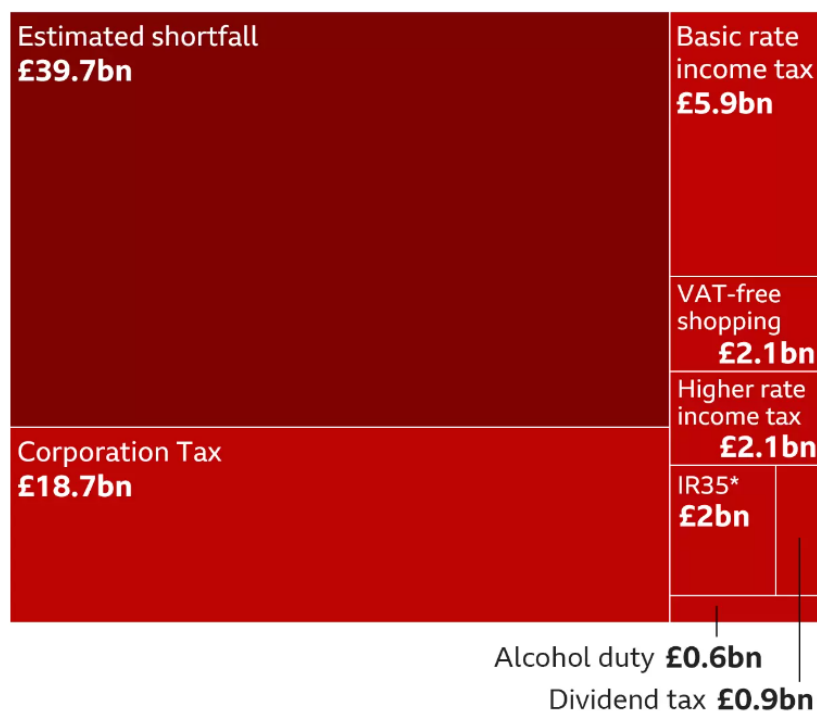 Estimated shortfall
£39.7bn
Basic rate
income tax
£5.9bn
VAT-free
shopping
£2.1bn
Higher rate
income tax
£2.1bn
Corporation Tax
£18.7bn
IR35*
£2bn
Alcohol duty £0.6bn
Dividend tax £0.9bn